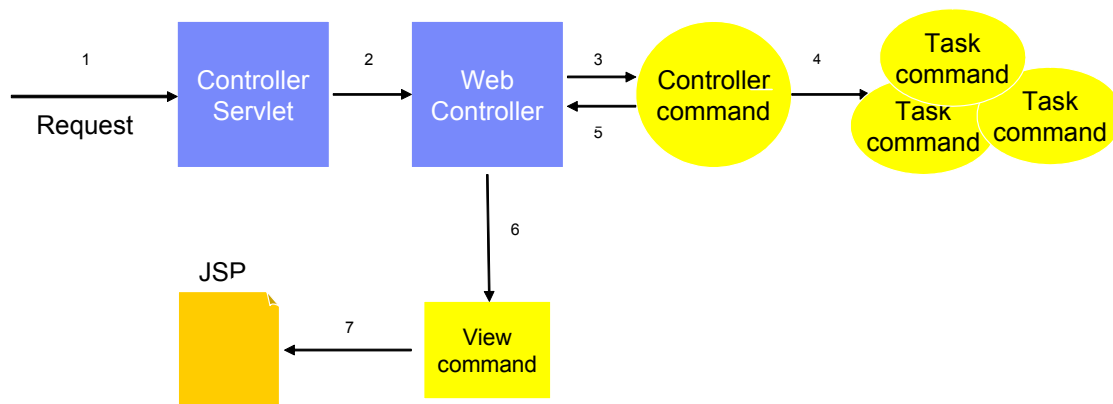 1
Request
Controller
Servlet
2
Web
Controller
3
5
Controller
command
4
Task
command
Task
command
Task
command
6
JSP
7
View
command